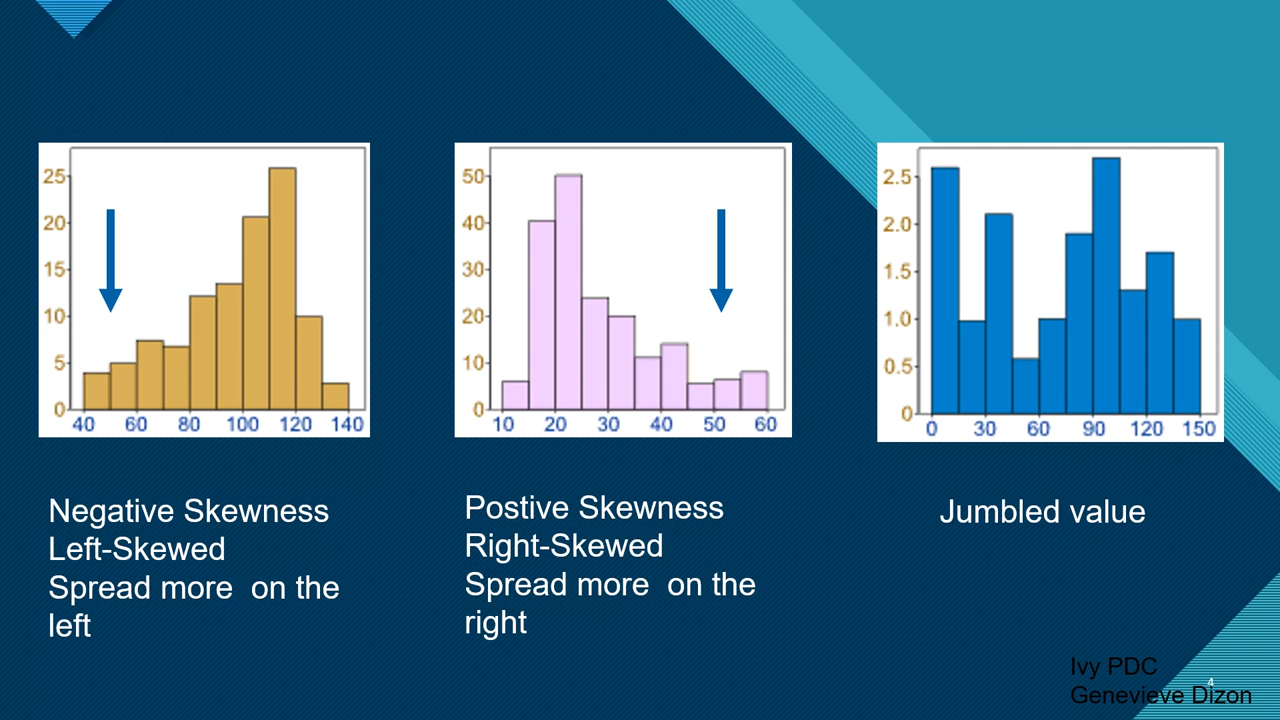 25
20
15
10
5
0
40 60 80 100 120 140
50
40
30
20
10
0
10 20 30 40 50 60
2.5
2.0
1.5
1.0
0.5
0
0 30 60 90 120 150
Negative Skewness
Left-Skewed
Spread more  on the
left
Postive Skewness
Right-Skewed
Spread more  on the
right
Jumbled value
Ivy PDC
4
Genevieve Dizon